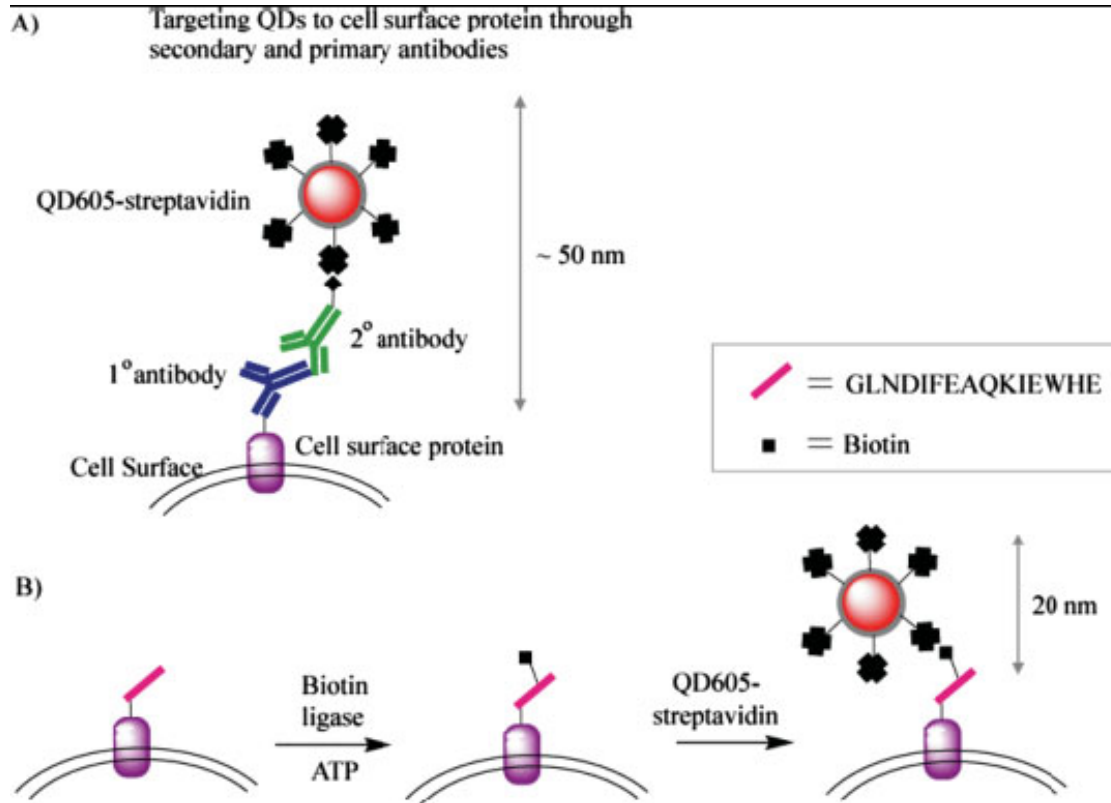 A)
Targeting QDs to cell surface protein through
secondary and primary antibodies
QD605-streptavidin
~ 50 nm
2° antibody
1° antibody
Cell surface protein
Cell Surface
= GLNDIFEAQKIEWHE
= Biotin
B)
20 nm
Biotin
ligase
ATP
QD605-
streptavidin